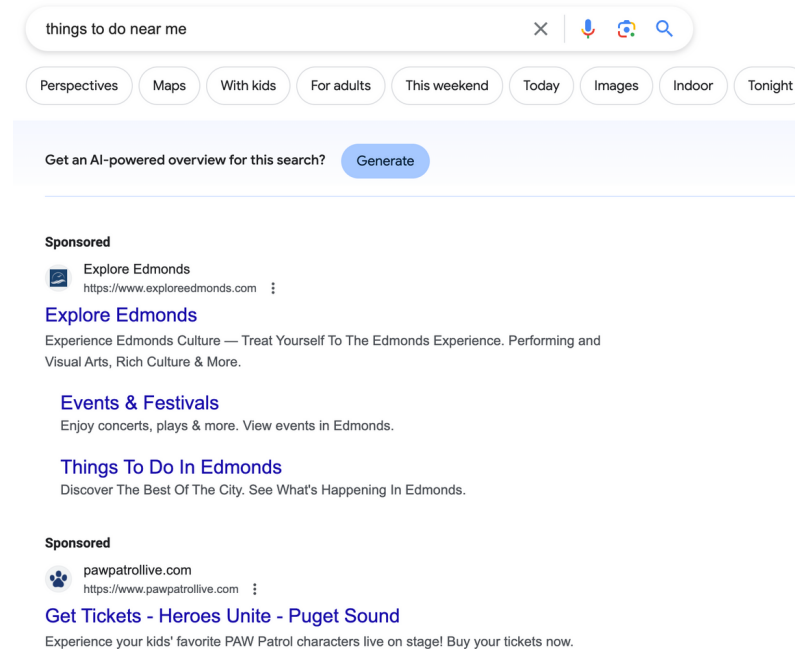 things to do near me
Perspectives
Maps
With kids
For adults
This weekend
Today
Images
Indoor
Tonight
Get an AI-powered overview for this search?
Generate
Sponsored
Explore Edmonds
https://www.exploreedmonds.com
Explore Edmonds
Experience Edmonds Culture — Treat Yourself To The Edmonds Experience. Performing and
Visual Arts, Rich Culture & More.
Events & Festivals
Enjoy concerts, plays & more. View events in Edmonds.
Things To Do In Edmonds
Discover The Best Of The City. See What's Happening In Edmonds.
Sponsored
pawpatrollive.com
https://www.pawpatrollive.com
Get Tickets - Heroes Unite - Puget Sound
Experience your kids' favorite PAW Patrol characters live on stage! Buy your tickets now.